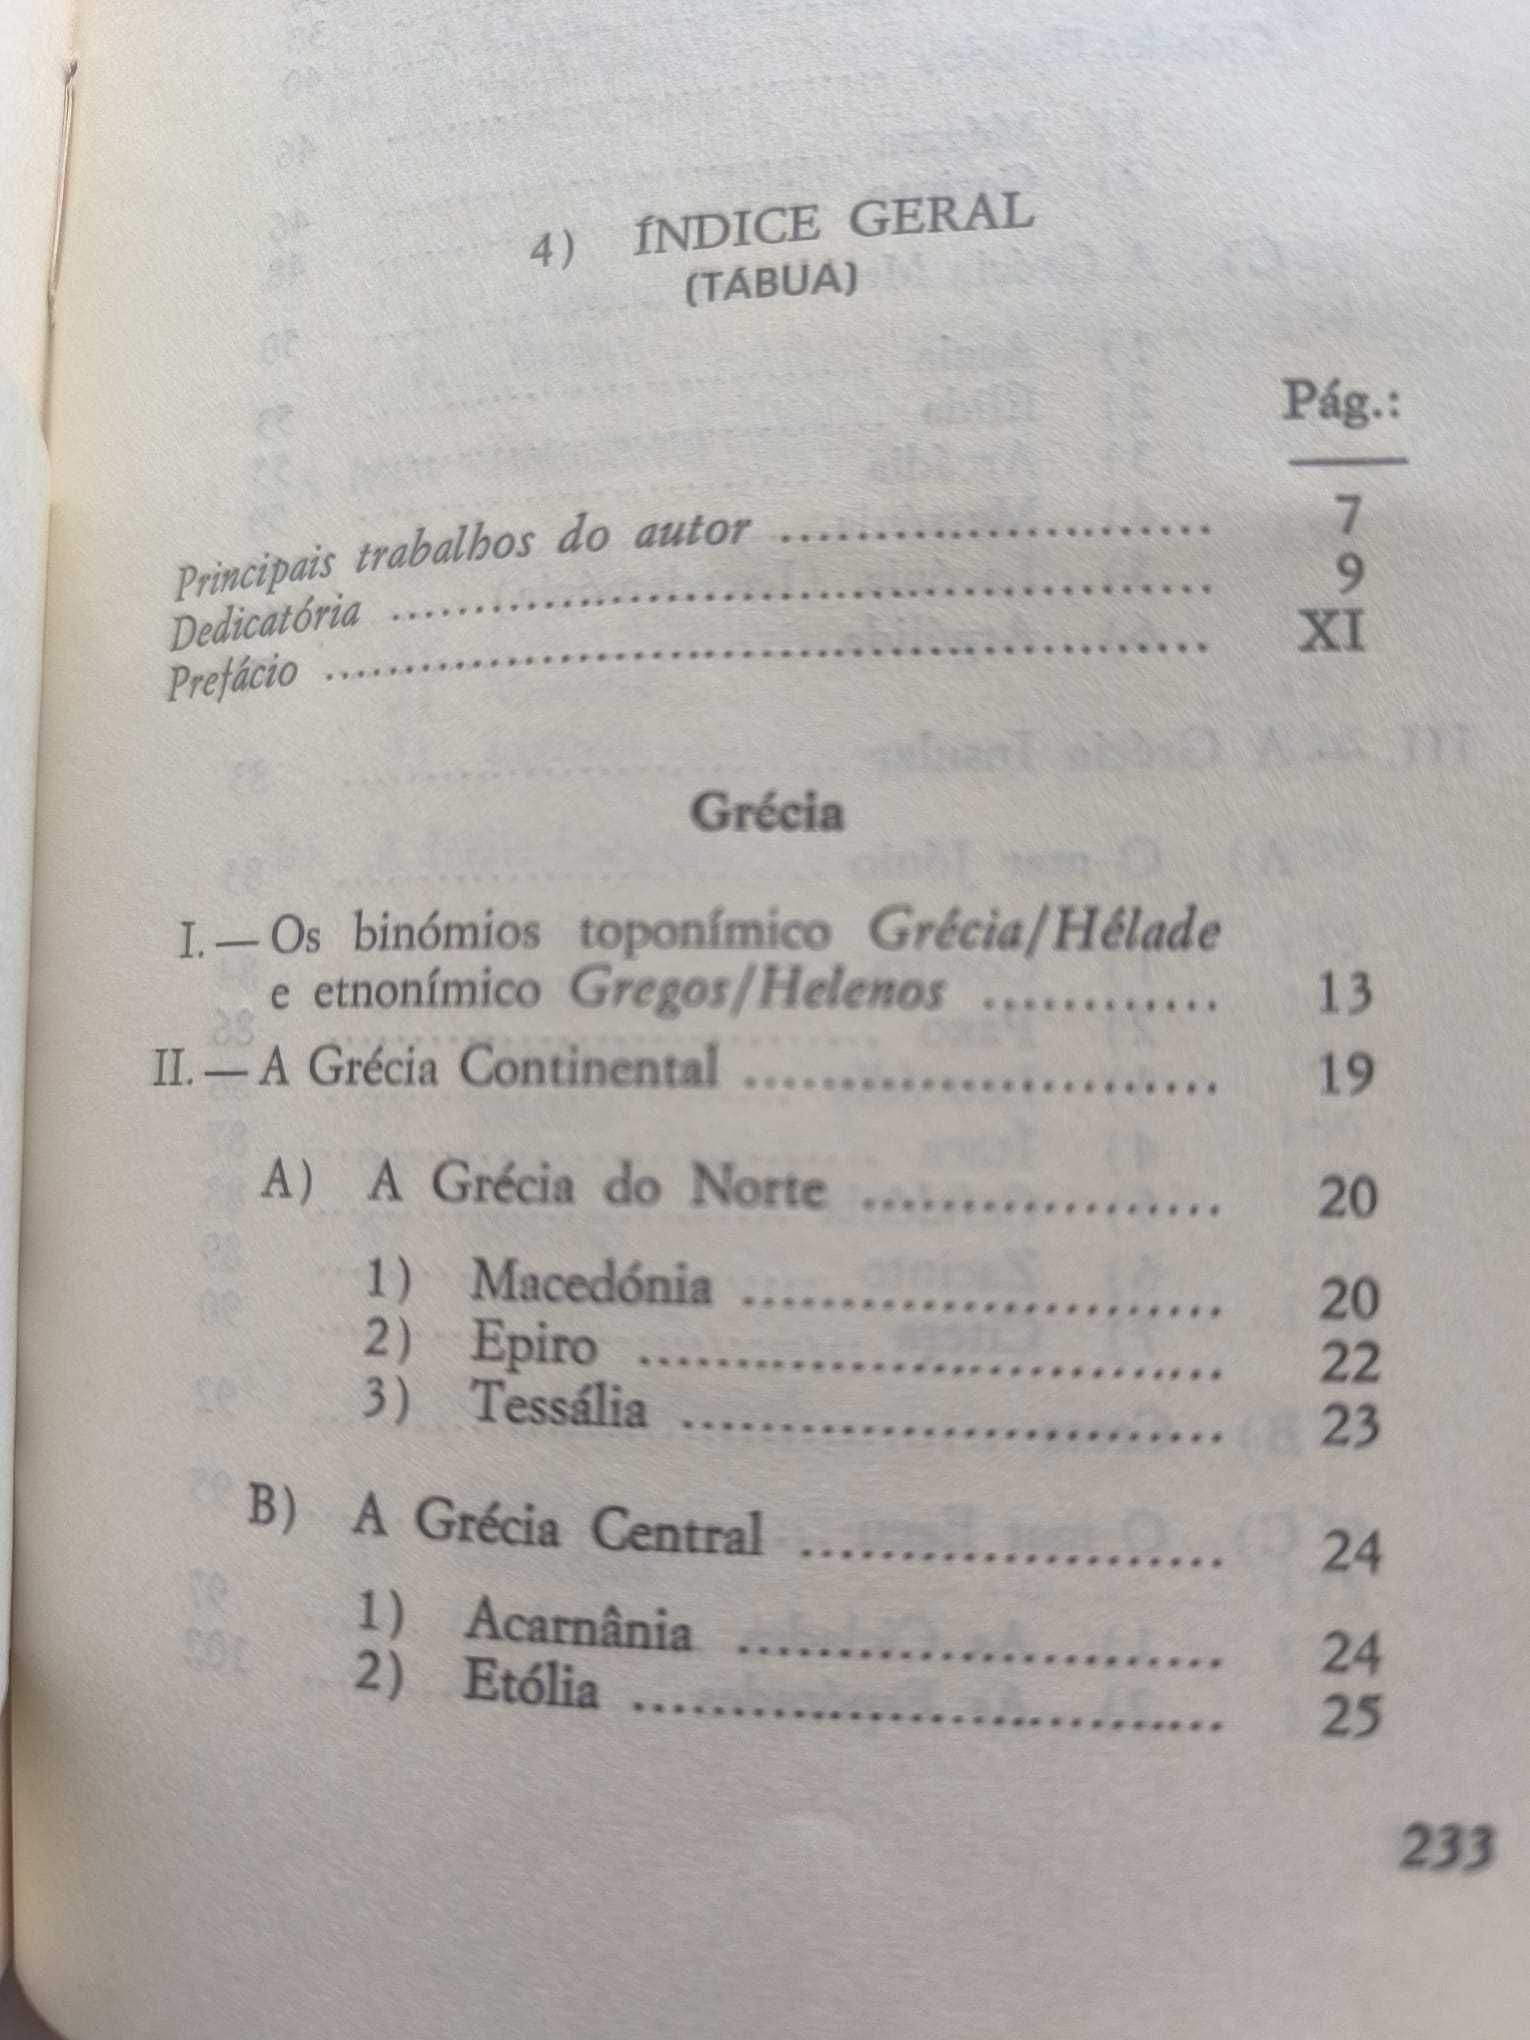 4) ÍNDICE GERAL
(TÁBUA)
Pág.:
Principais trabalhos do autor ........................ 7
Dedicatória ........................ 9
Prefácio ........................ XI
Grécia
I. — Os binómios toponímico Grécia/Hélade
e etnonímico Gregos/Helenos ............ 13
II. — A Grécia Continental ........................ 19
A) A Grécia do Norte .................. 20
1) Macedónia ........................ 20
2) Epiro ........................ 22
3) Tessália ........................ 23
B) A Grécia Central ..................... 24
1) Acarnânia ........................ 24
2) Etólia ........................ 25
233